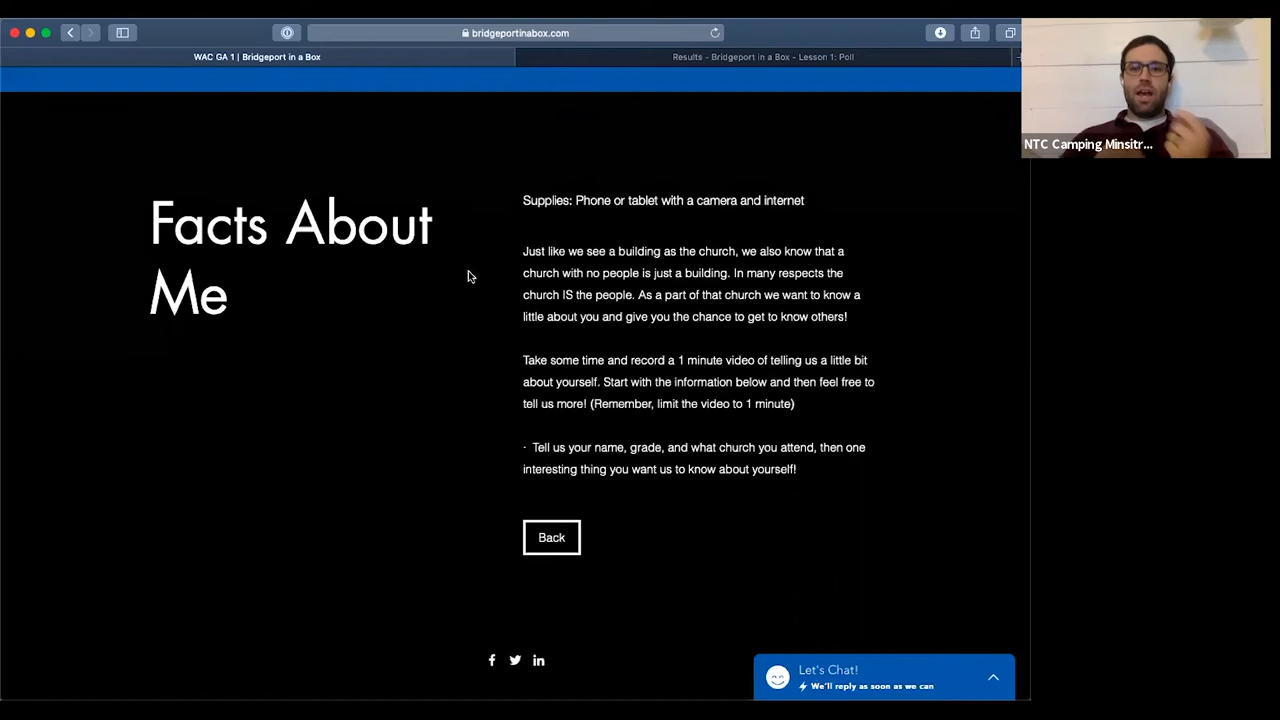 bridgeportinabox.com
WAC GA 1 | Bridgeport in a Box
Results - Bridgeport in a Box - Lesson 1: Poll
NTC Camping Minsitr...
Facts About
Me
Supplies: Phone or tablet with a camera and internet
Just like we see a building as the church, we also know that a
church with no people is just a building. In many respects the
church IS the people. As a part of that church we want to know a
little about you and give you the chance to get to know others!
Take some time and record a 1 minute video of telling us a little bit
about yourself. Start with the information below and then feel free to
tell us more! (Remember, limit the video to 1 minute)
· Tell us your name, grade, and what church you attend, then one
interesting thing you want us to know about yourself!
Back
Let's Chat!
We'll reply as soon as we can